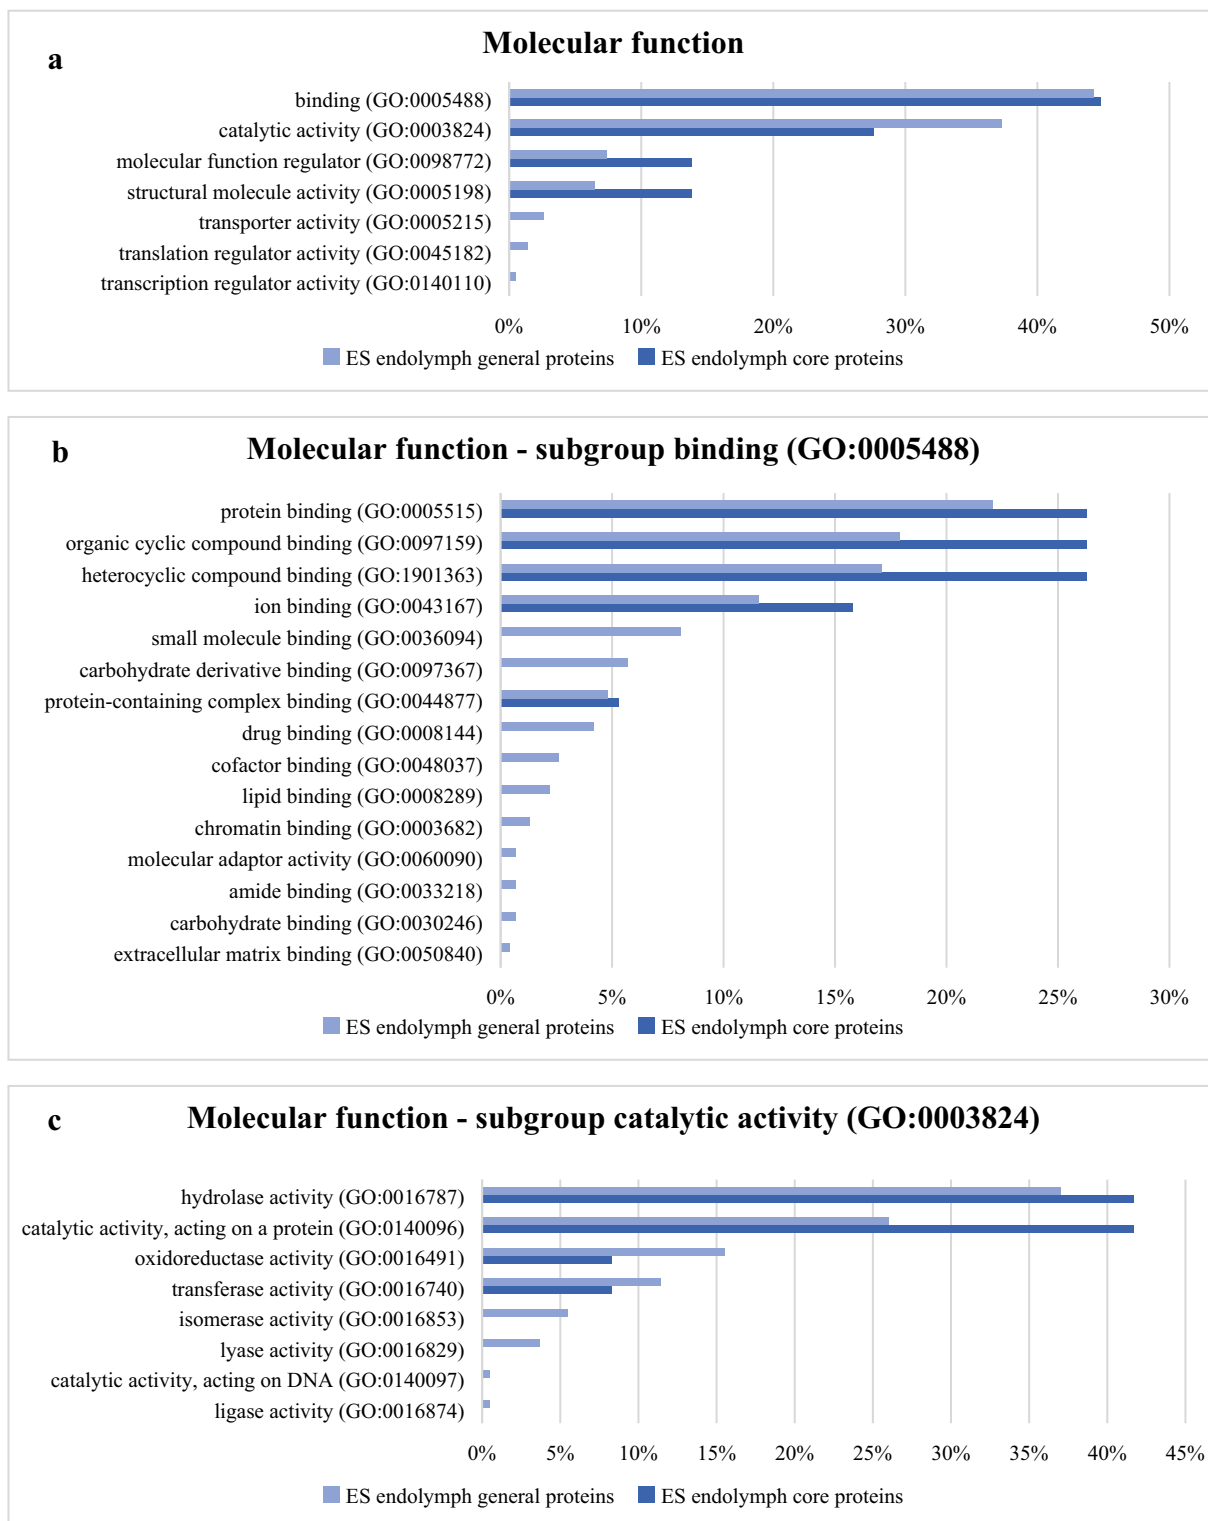 a
Molecular function
binding (GO:0005488)
catalytic activity (GO:0003824)
molecular function regulator (GO:0098772)
structural molecule activity (GO:0005198)
transporter activity (GO:0005215)
translation regulator activity (GO:0045182)
transcription regulator activity (GO:0140110)
0% 10% 20% 30% 40% 50%
ES endolymph general proteins ES endolymph core proteins
b
Molecular function - subgroup binding (GO:0005488)
protein binding (GO:0005515)
organic cyclic compound binding (GO:0097159)
heterocyclic compound binding (GO:1901363)
ion binding (GO:0043167)
small molecule binding (GO:0036094)
carbohydrate derivative binding (GO:0097367)
protein-containing complex binding (GO:0044877)
drug binding (GO:0008144)
cofactor binding (GO:0048037)
lipid binding (GO:0008289)
chromatin binding (GO:0003682)
molecular adaptor activity (GO:0060090)
amide binding (GO:0033218)
carbohydrate binding (GO:0030246)
extracellular matrix binding (GO:0050840)
0% 5% 10% 15% 20% 25% 30%
ES endolymph general proteins ES endolymph core proteins
c
Molecular function - subgroup catalytic activity (GO:0003824)
hydrolase activity (GO:0016787)
catalytic activity, acting on a protein (GO:0140096)
oxidoreductase activity (GO:0016491)
transferase activity (GO:0016740)
isomerase activity (GO:0016853)
lyase activity (GO:0016829)
catalytic activity, acting on DNA (GO:0140097)
ligase activity (GO:0016874)
0% 5% 10% 15% 20% 25% 30% 35% 40% 45%
ES endolymph general proteins ES endolymph core proteins